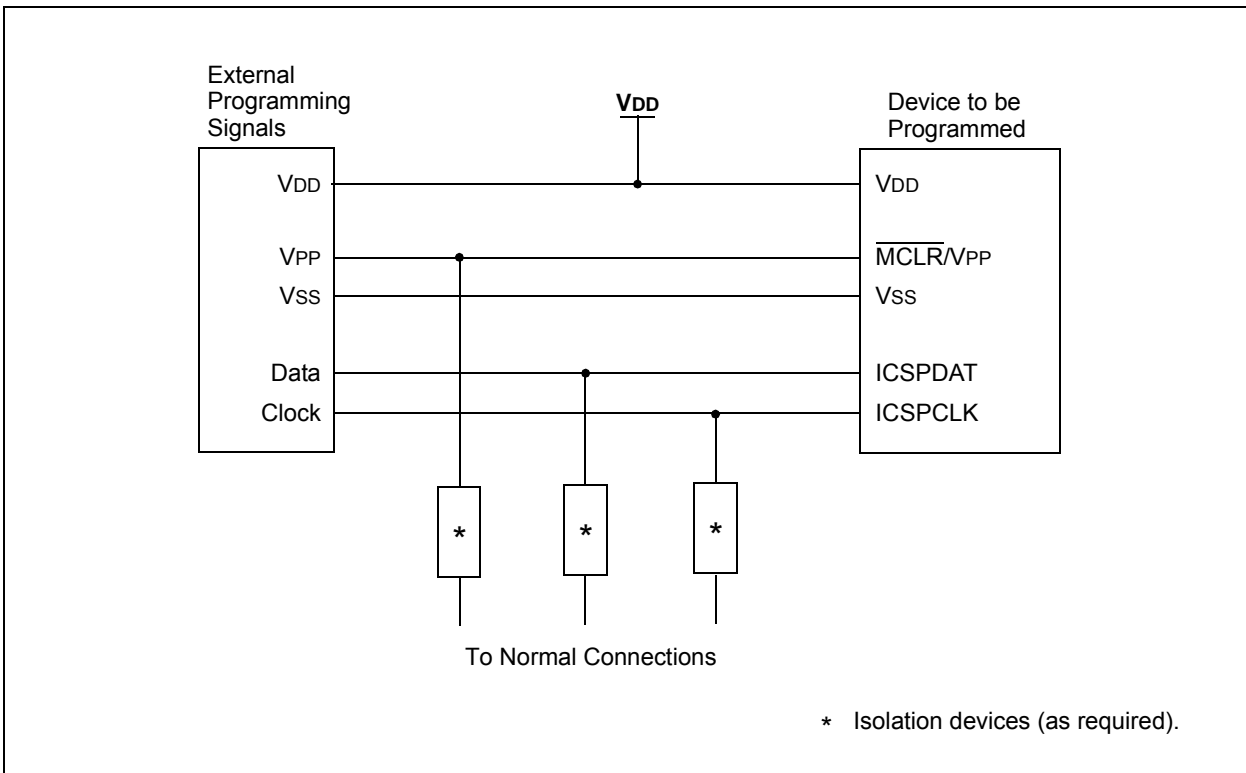 External
Programming
Signals
VDD
Device to be
Programmed
VDD
VDD
VPP
MCLR/VPP
VSS
VSS
Data
ICSPDAT
Clock
ICSPCLK
*
*
*
To Normal Connections
* Isolation devices (as required).